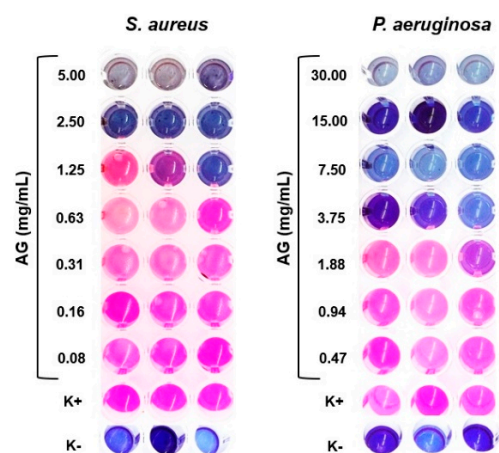 S. aureus
AG (mg/mL)
5.00
2.50
1.25
0.63
0.31
0.16
0.08
K+
K-
P. aeruginosa
AG (mg/mL)
30.00
15.00
7.50
3.75
1.88
0.94
0.47
K+
K-